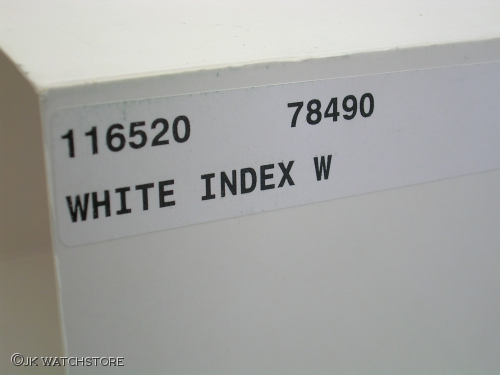 116520 78490
WHITE INDEX W
©JK WATCHSTORE